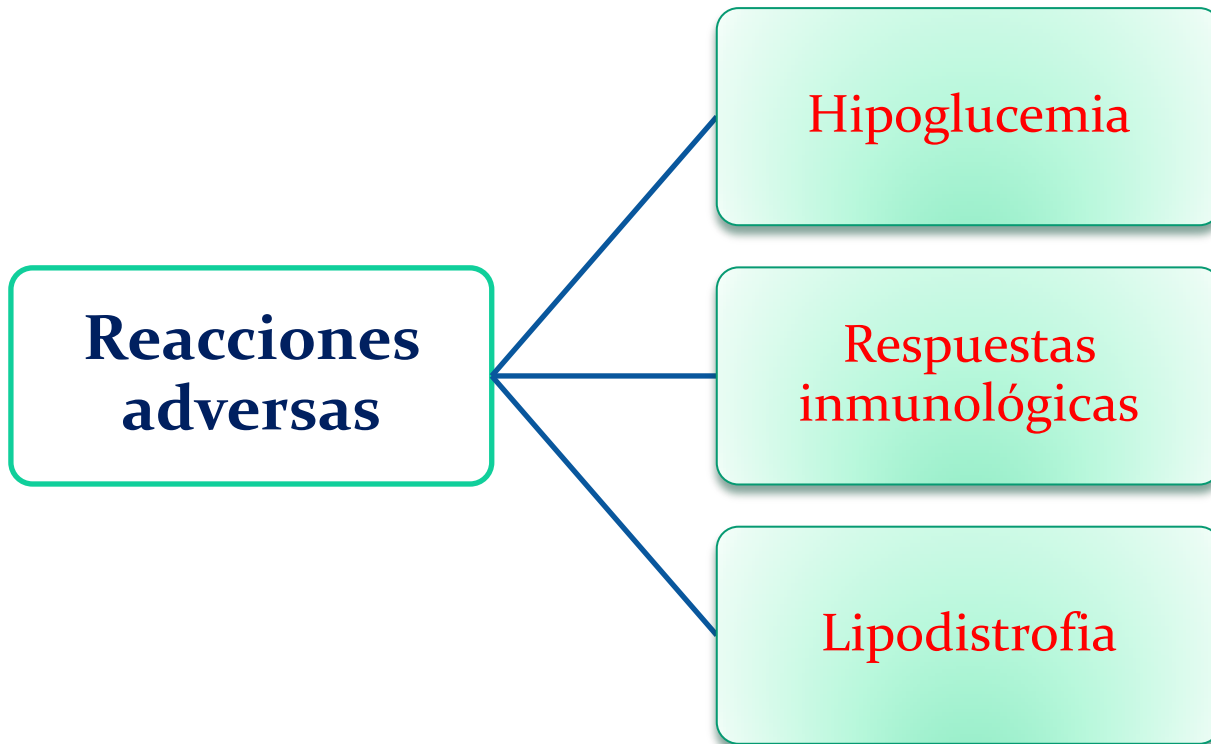 Reacciones
adversas
Hipoglucemia
Respuestas
inmunológicas
Lipodistrofia